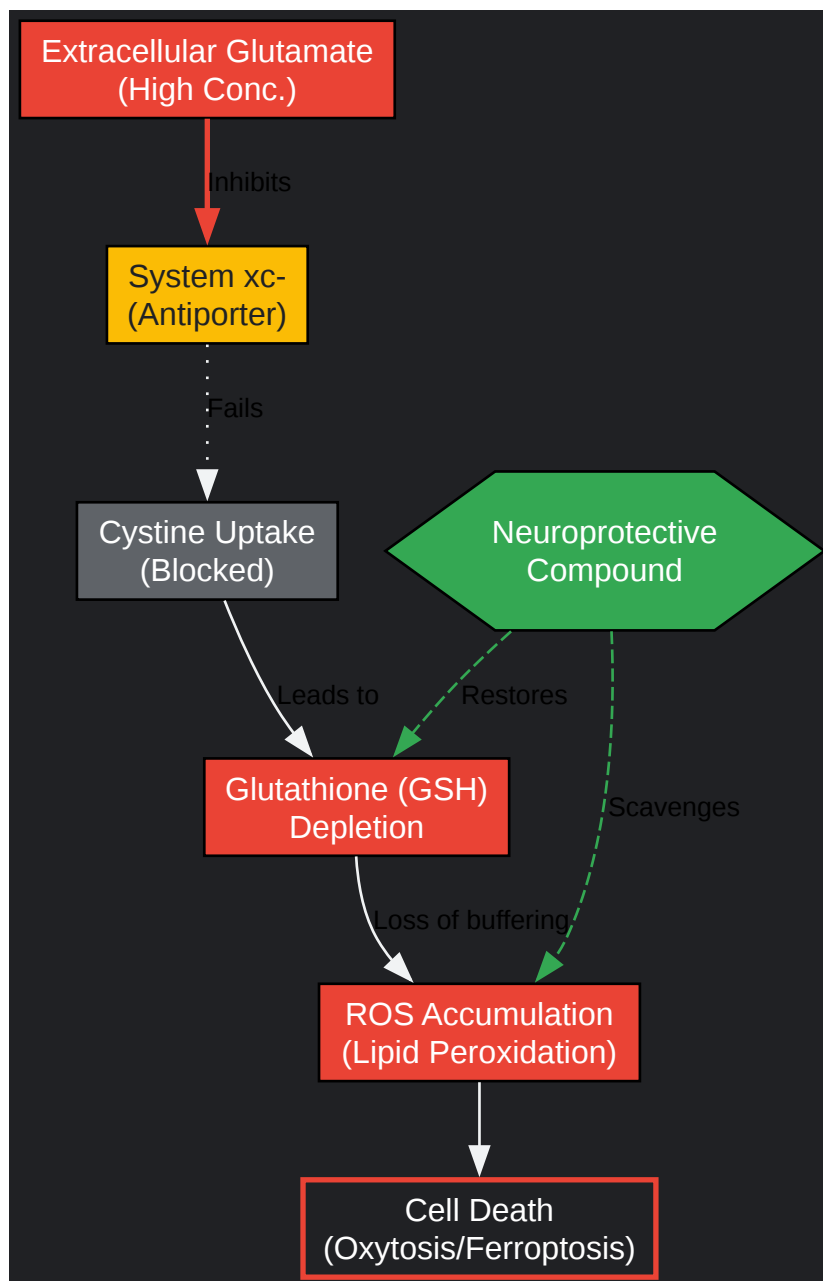 Extracellular Glutamate
(High Conc.)
Inhibits
System xc-
(Antiporter)
Fails
Cystine Uptake
(Blocked)
Neuroprotective
Compound
Leads to
Restores
Glutathione (GSH)
Depletion
Scavenges
Loss of buffering
ROS Accumulation
(Lipid Peroxidation)
Cell Death
(Oxytosis/Ferroptosis)